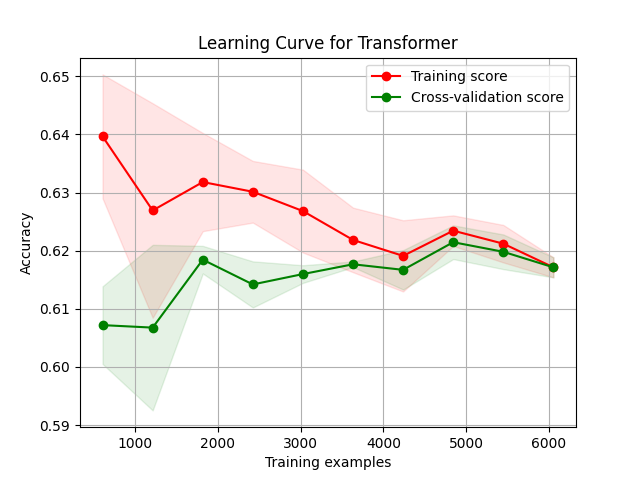 Learning Curve for Transformer
Training score
Cross-validation score
0.65
0.64
0.63
0.62
0.61
0.60
0.59
Accuracy
1000 2000 3000 4000 5000 6000
Training examples